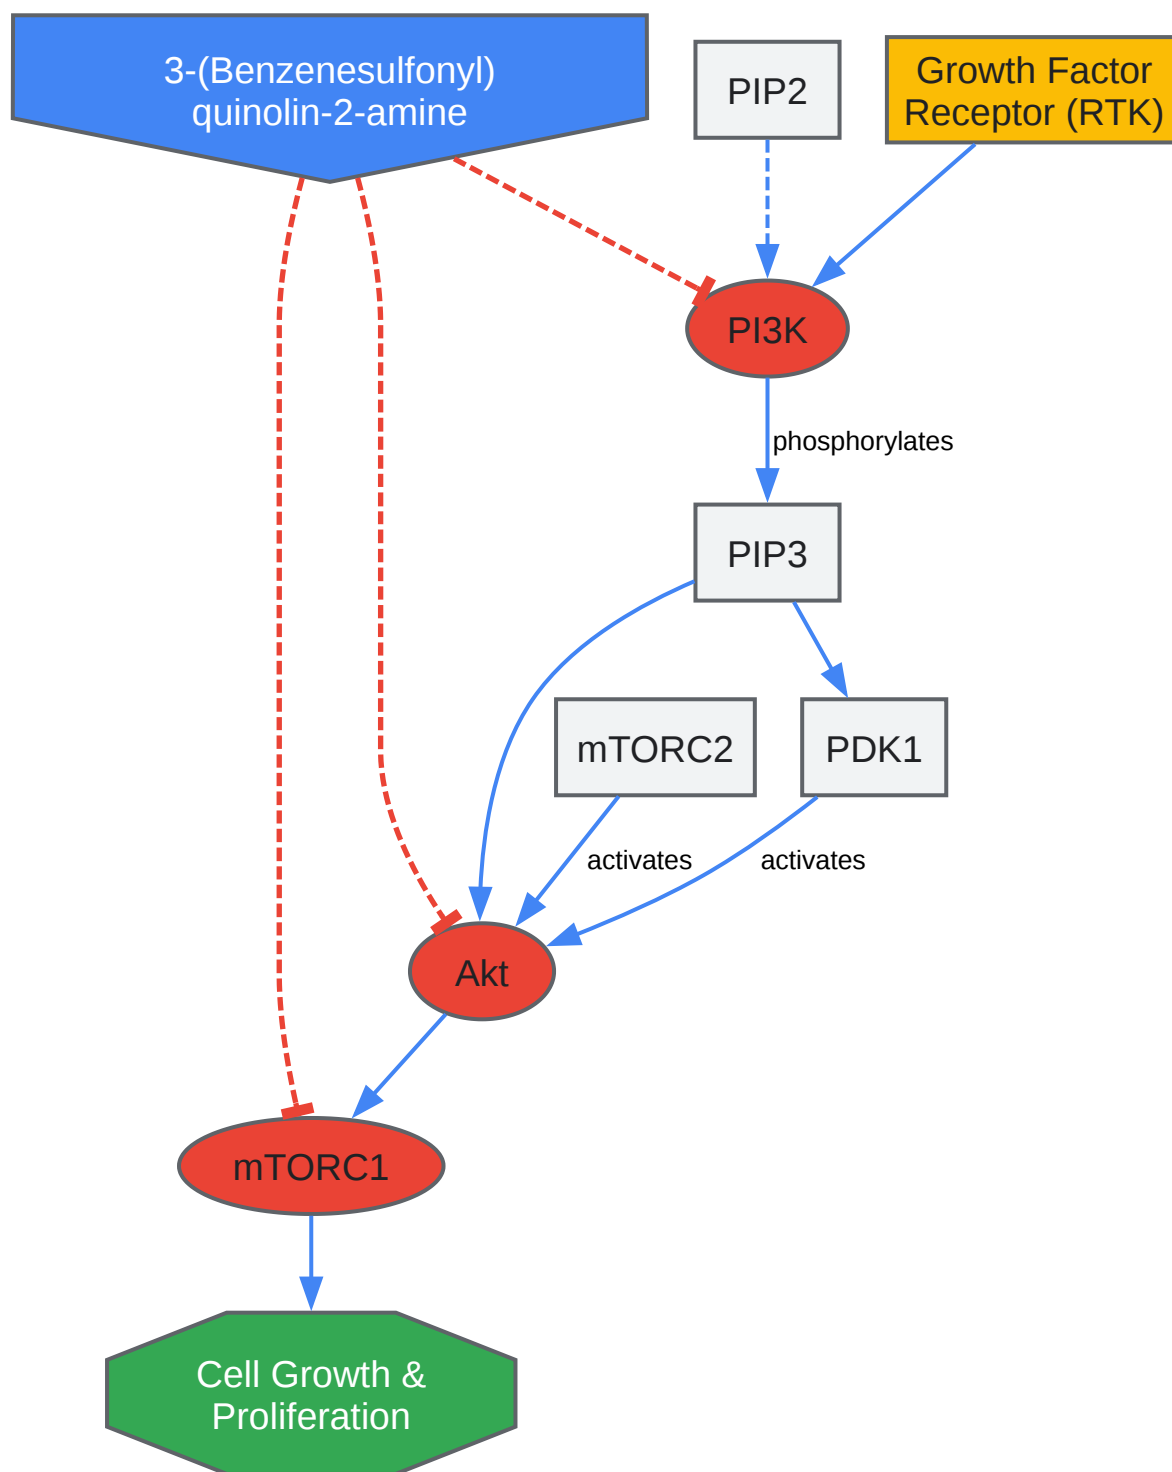 3-(Benzenesulfonyl)
quinolin-2-amine
PIP2
Growth Factor
Receptor (RTK)
PI3K
phosphorylates
PIP3
mTORC2
PDK1
activates
activates
Akt
mTORC1
Cell Growth &
Proliferation